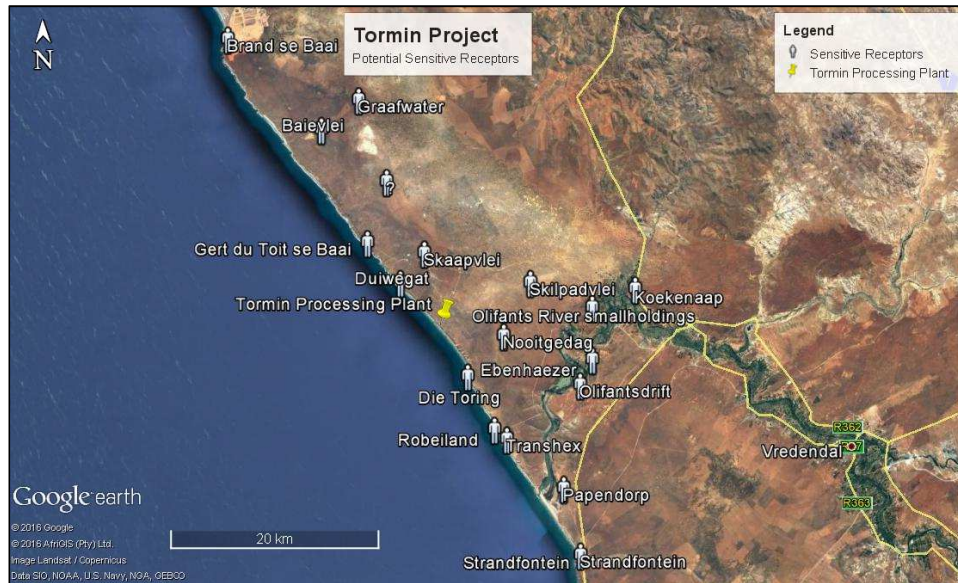 Tormin Project
Potential Sensitive Receptors
Legend
Sensitive Receptors
Tormin Processing Plant
N
Brand se Baai
Graafwater
Baievlei
?
Gert du Toit se Baai
Skaapvlei
Duiwegat
Skilpadvlei
Koekenaap
Tormin Processing Plant
Olifants River smallholdings
Nooitgedag
Ebenhaezer
Olifantsdrift
Die Toring
Robeiland
Transhex
R362
Vredendal
R363
Papendorp
Google earth
© 2016 Google
© 2016 AfriGIS (Pty) Ltd.
Image Landsat / Copernicus
Data SIO, NOAA, U.S. Navy, NGA, GEBCO
20 km
Strandfontein
Strandfontein